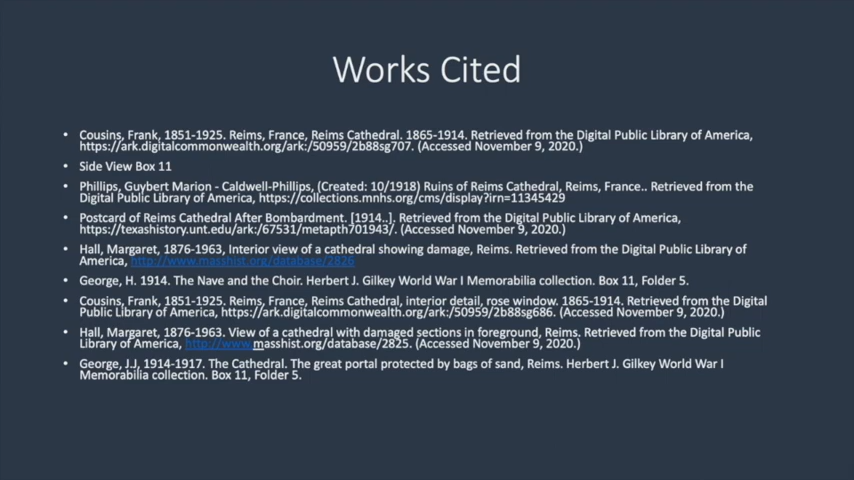 Works Cited
• Cousins, Frank, 1851-1925. Reims, France, Reims Cathedral. 1865-1914. Retrieved from the Digital Public Library of America,
https://ark.digitalcommonwealth.org/ark:/50959/2b88sg707. (Accessed November 9, 2020.)
• Side View Box 11
• Phillips, Guybert Marion - Caldwell-Phillips, (Created: 10/1918) Ruins of Reims Cathedral, Reims, France.. Retrieved from the
Digital Public Library of America, https://collections.mnhs.org/cms/display?irn=11345429
• Postcard of Reims Cathedral After Bombardment. [1914..]. Retrieved from the Digital Public Library of America,
https://texashistory.unt.edu/ark:/67531/metapth701943/. (Accessed November 9, 2020.)
• Hall, Margaret, 1876-1963, Interior view of a cathedral showing damage, Reims. Retrieved from the Digital Public Library of
America, http://www.masshist.org/database/2826
• George, H. 1914. The Nave and the Choir. Herbert J. Gilkey World War I Memorabilia collection. Box 11, Folder 5.
• Cousins, Frank, 1851-1925. Reims, France, Reims Cathedral, interior detail, rose window. 1865-1914. Retrieved from the Digital
Public Library of America, https://ark.digitalcommonwealth.org/ark:/50959/2b88sg686. (Accessed November 9, 2020.)
• Hall, Margaret, 1876-1963. View of a cathedral with damaged sections in foreground, Reims. Retrieved from the Digital Public
Library of America, http://www.masshist.org/database/2825. (Accessed November 9, 2020.)
• George, J.J, 1914-1917. The Cathedral. The great portal protected by bags of sand, Reims. Herbert J. Gilkey World War I
Memorabilia collection. Box 11, Folder 5.